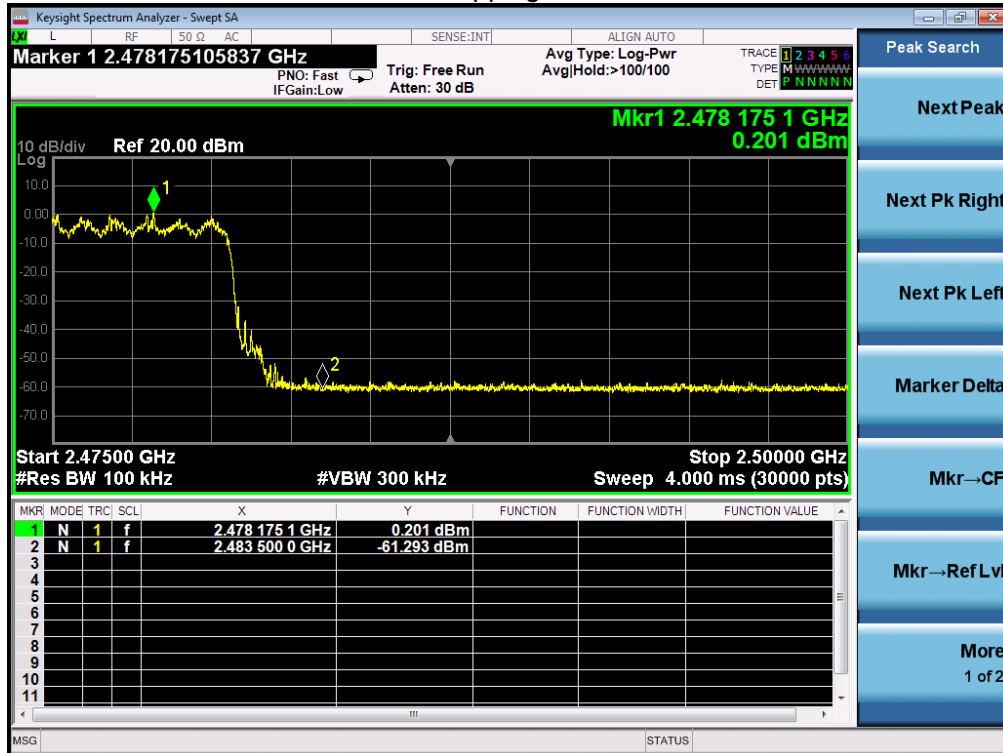 Keysight Spectrum Analyzer - Swept SA
LXI L RF 50 Ω AC SENSE:INT ALIGN AUTO
Marker 1 2.478175105837 GHz
PNO: Fast
IFGain:Low
Trig: Free Run
Atten: 30 dB
Avg Type: Log-Pwr
Avg|Hold:>100/100
TRACE 1 2 3 4 5 6
TYPE M WWWWW
DET P N N N N N
Mkr1 2.478 175 1 GHz
0.201 dBm
10 dB/div Ref 20.00 dBm
Log
10.0
0.00
-10.0
-20.0
-30.0
-40.0
-50.0
-60.0
-70.0
1
2
Start 2.47500 GHz Stop 2.50000 GHz
#Res BW 100 kHz #VBW 300 kHz Sweep 4.000 ms (30000 pts)
MKR MODE TRC SCL X Y FUNCTION FUNCTION WIDTH FUNCTION VALUE
1 N 1 f 2.478 175 1 GHz 0.201 dBm
2 N 1 f 2.483 500 0 GHz -61.293 dBm
3
4
5
6
7
8
9
10
11
MSG STATUS
Peak Search
Next Peak
Next Pk Right
Next Pk Left
Marker Delta
Mkr→CF
Mkr→Ref Lvl
More
1 of 2